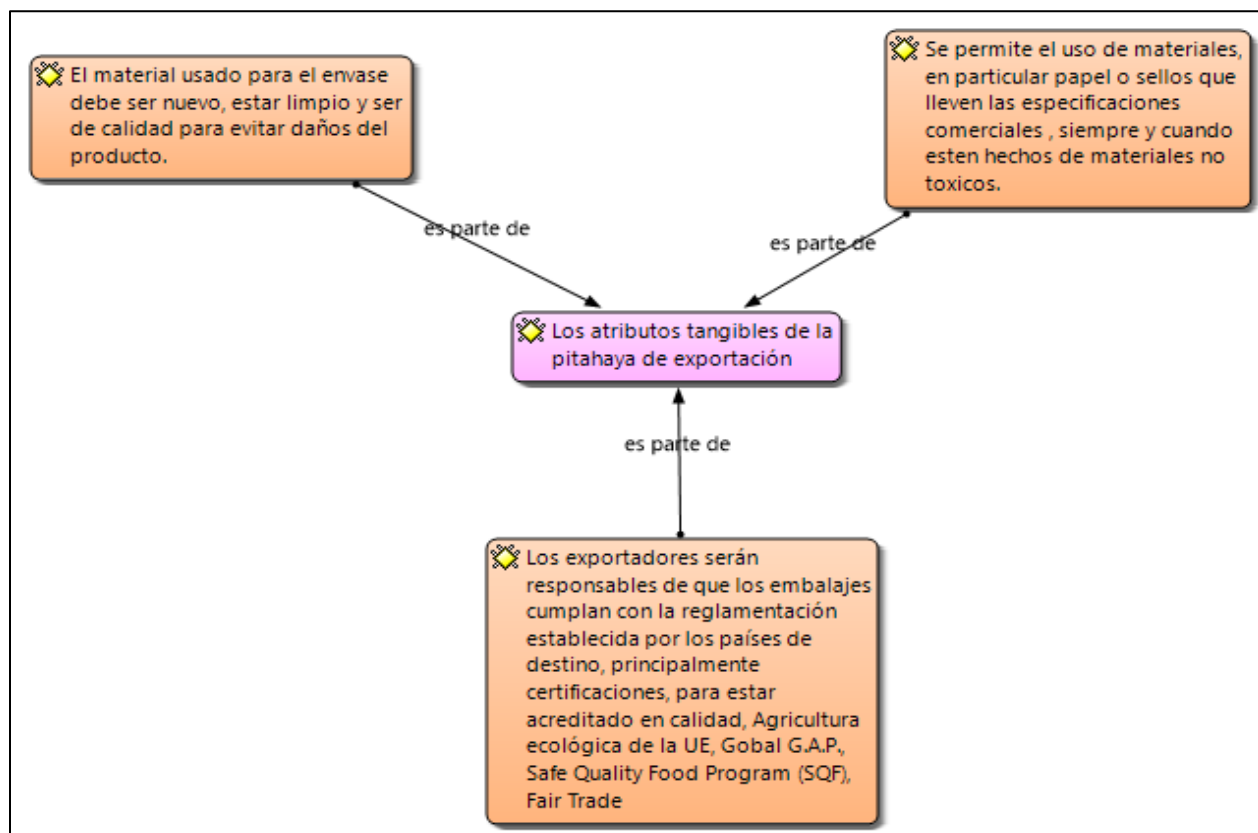 El material usado para el envase
debe ser nuevo, estar limpio y ser
de calidad para evitar daños del
producto.
Se permite el uso de materiales,
en particular papel o sellos que
lleven las especificaciones
comerciales , siempre y cuando
esten hechos de materiales no
toxicos.
es parte de
es parte de
Los atributos tangibles de la
pitahaya de exportación
es parte de
Los exportadores serán
responsables de que los embalajes
cumplan con la reglamentación
establecida por los países de
destino, principalmente
certificaciones, para estar
acreditado en calidad, Agricultura
ecológica de la UE, Gobal G.A.P.,
Safe Quality Food Program (SQF),
Fair Trade